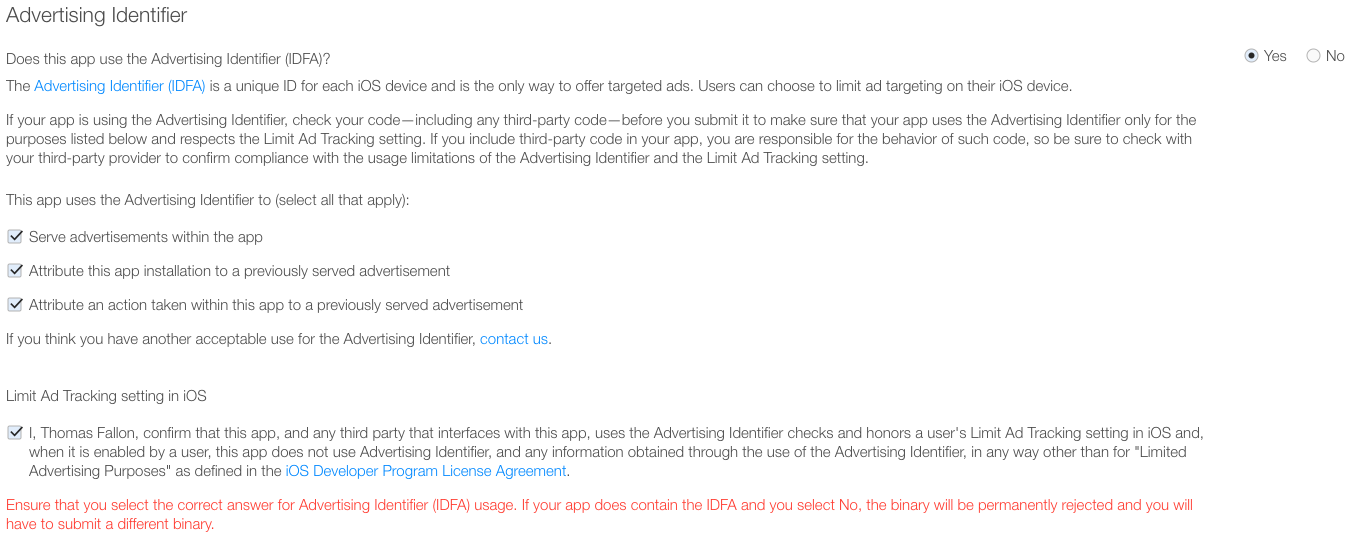 Advertising Identifier
Does this app use the Advertising Identifier (IDFA)? Yes No
The Advertising Identifier (IDFA) is a unique ID for each iOS device and is the only way to offer targeted ads. Users can choose to limit ad targeting on their iOS device.
If your app is using the Advertising Identifier, check your code—including any third-party code—before you submit it to make sure that your app uses the Advertising Identifier only for the
purposes listed below and respects the Limit Ad Tracking setting. If you include third-party code in your app, you are responsible for the behavior of such code, so be sure to check with
your third-party provider to confirm compliance with the usage limitations of the Advertising Identifier and the Limit Ad Tracking setting.
This app uses the Advertising Identifier to (select all that apply):
Serve advertisements within the app
Attribute this app installation to a previously served advertisement
Attribute an action taken within this app to a previously served advertisement
If you think you have another acceptable use for the Advertising Identifier, contact us.
Limit Ad Tracking setting in iOS
I, Thomas Fallon, confirm that this app, and any third party that interfaces with this app, uses the Advertising Identifier checks and honors a user's Limit Ad Tracking setting in iOS and,
when it is enabled by a user, this app does not use Advertising Identifier, and any information obtained through the use of the Advertising Identifier, in any way other than for "Limited
Advertising Purposes" as defined in the iOS Developer Program License Agreement.
Ensure that you select the correct answer for Advertising Identifier (IDFA) usage. If your app does contain the IDFA and you select No, the binary will be permanently rejected and you will
have to submit a different binary.